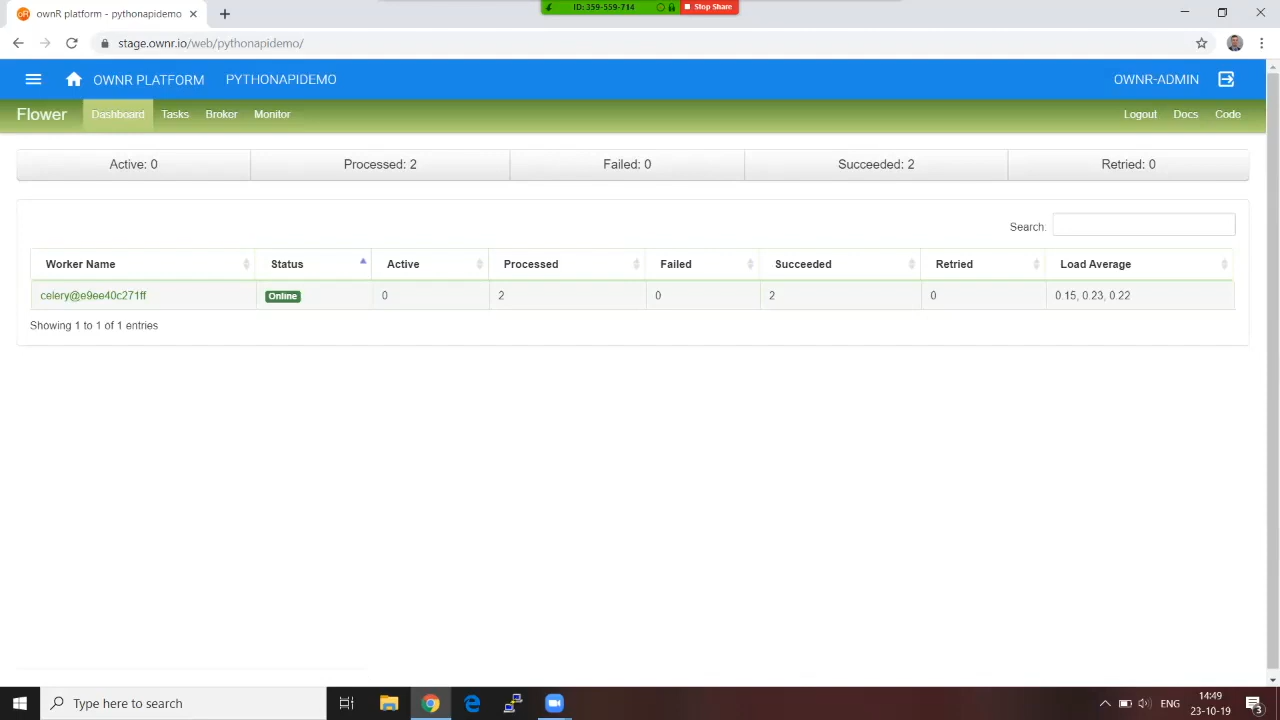 ID: 359-559-714 Stop Share
oR ownR platform - pythonapidemo
stage.ownr.io/web/pythonapidemo/
OWNR PLATFORM PYTHONAPIDEMO OWNR-ADMIN
Flower Dashboard Tasks Broker Monitor Logout Docs Code
Active: 0 Processed: 2 Failed: 0 Succeeded: 2 Retried: 0
Search:
Worker Name Status Active Processed Failed Succeeded Retried Load Average
celery@e9ee40c271ff Online 0 2 0 2 0 0.15, 0.23, 0.22
Showing 1 to 1 of 1 entries
Type here to search
ENG
14:49
23-10-19
3